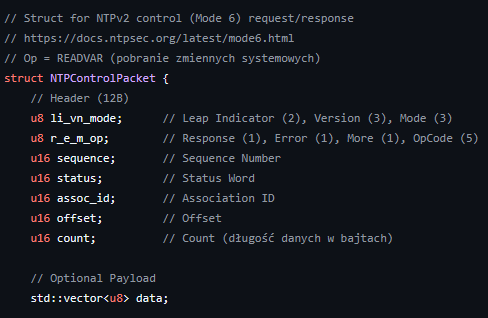 // Struct for NTPv2 control (Mode 6) request/response
// https://docs.ntpsec.org/latest/mode6.html
// Op = READVAR (pobranie zmiennych systemowych)
struct NTPControlPacket {
// Header (12B)
u8 li_vn_mode; // Leap Indicator (2), Version (3), Mode (3)
u8 r_e_m_op; // Response (1), Error (1), More (1), OpCode (5)
u16 sequence; // Sequence Number
u16 status; // Status Word
u16 assoc_id; // Association ID
u16 offset; // Offset
u16 count; // Count (długość danych w bajtach)
// Optional Payload
std::vector<u8> data;